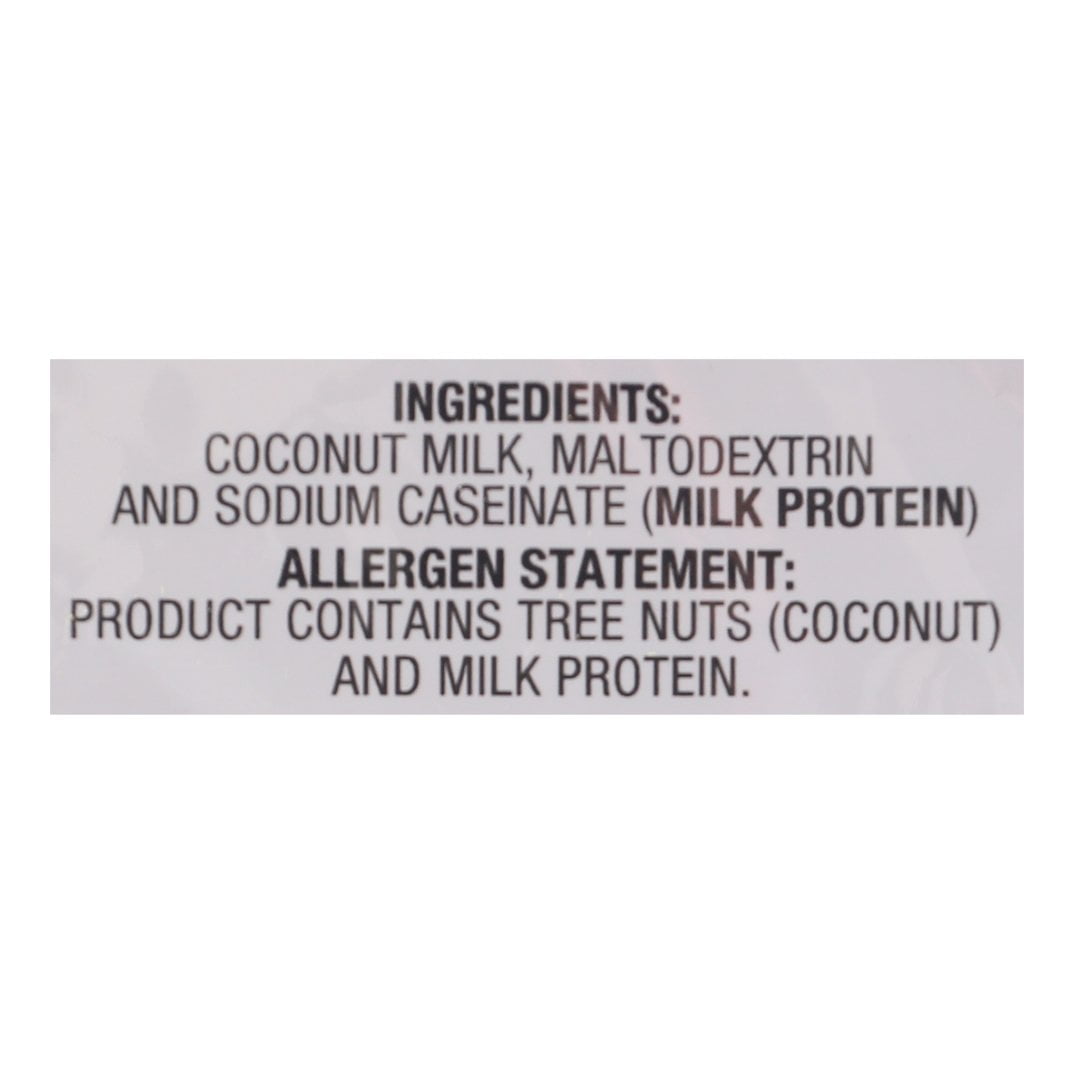 INGREDIENTS:
COCONUT MILK, MALTODEXTRIN
AND SODIUM CASEINATE (MILK PROTEIN)
ALLERGEN STATEMENT:
PRODUCT CONTAINS TREE NUTS (COCONUT)
AND MILK PROTEIN.